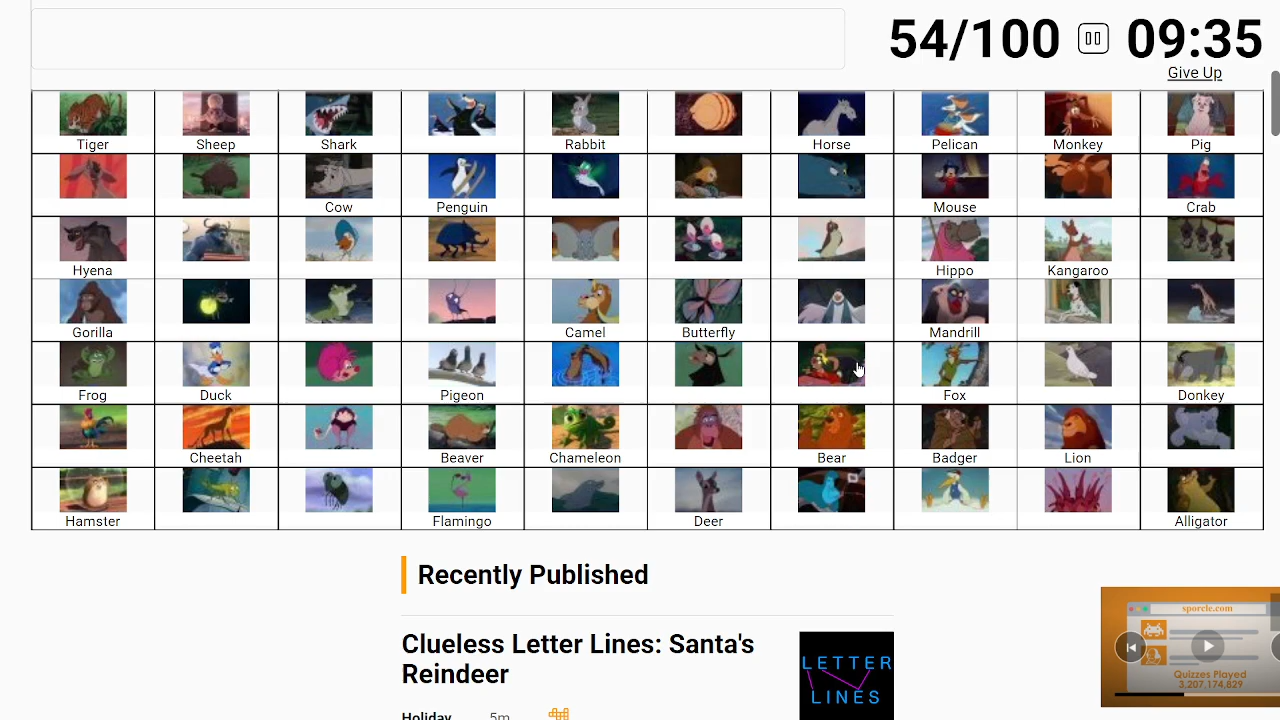 54/100 09:35
Give Up
Tiger Sheep Shark Rabbit Horse Pelican Monkey Pig
Cow Penguin Mouse Crab
Hyena Hippo Kangaroo
Gorilla Camel Butterfly Mandrill
Frog Duck Pigeon Fox Donkey
Cheetah Beaver Chameleon Bear Badger Lion
Hamster Flamingo Deer Alligator
Recently Published
Clueless Letter Lines: Santa's
Reindeer
LETTER
LINES
Holiday 5m
sporcle.com
Quizzes Played
3,207,174,829